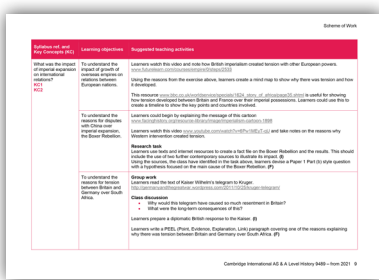 Scheme of Work
Syllabus ref. and Key Concepts (KC)
Learning objectives
Suggested teaching activities
What was the impact of imperial expansion on international relations?
KC1
KC2
To understand the impact of growth of overseas empires on relations between European nations.
Learners watch this video and note how British imperialism created tension with other European powers.
Using the reasons from the exercise above, learners create a mind map to show why there was tension and how it developed.
This resource is useful for showing how tension developed between Britain and France over their imperial possessions. Learners could use this to create a timeline to show the key points and countries involved.
To understand the reasons for disputes with China over imperial expansion, the Boxer Rebellion.
Learners could begin by explaining the message of this cartoon
Learners watch this video and take notes on the reasons why Western intervention created tension.
Research task
Learners use texts and internet resources to create a fact file on the Boxer Rebellion and the results. This should include the use of two further contemporary sources to illustrate its impact. (I)
Using the sources, the class have identified in the task above, learners devise a Paper 1 Part (b) style question with a hypothesis focused on the Boxer Rebellion. (F)
To understand the reasons for tension between Britain and Germany over South Africa.
Group work
Learners read the text of Kaiser Wilhelm's telegram to Kruger.
Class discussion
• Why would this telegram have caused so much resentment in Britain?
• What were the long-term consequences of this?
Learners prepare a diplomatic British response to the Kaiser. (I)
Learners write a PEEL (Point, Evidence, Explanation, Link) paragraph covering one of the reasons explaining why there was tension between Britain and Germany over South Africa. (F)
Cambridge International AS & A Level History 9489 – from 2021 9